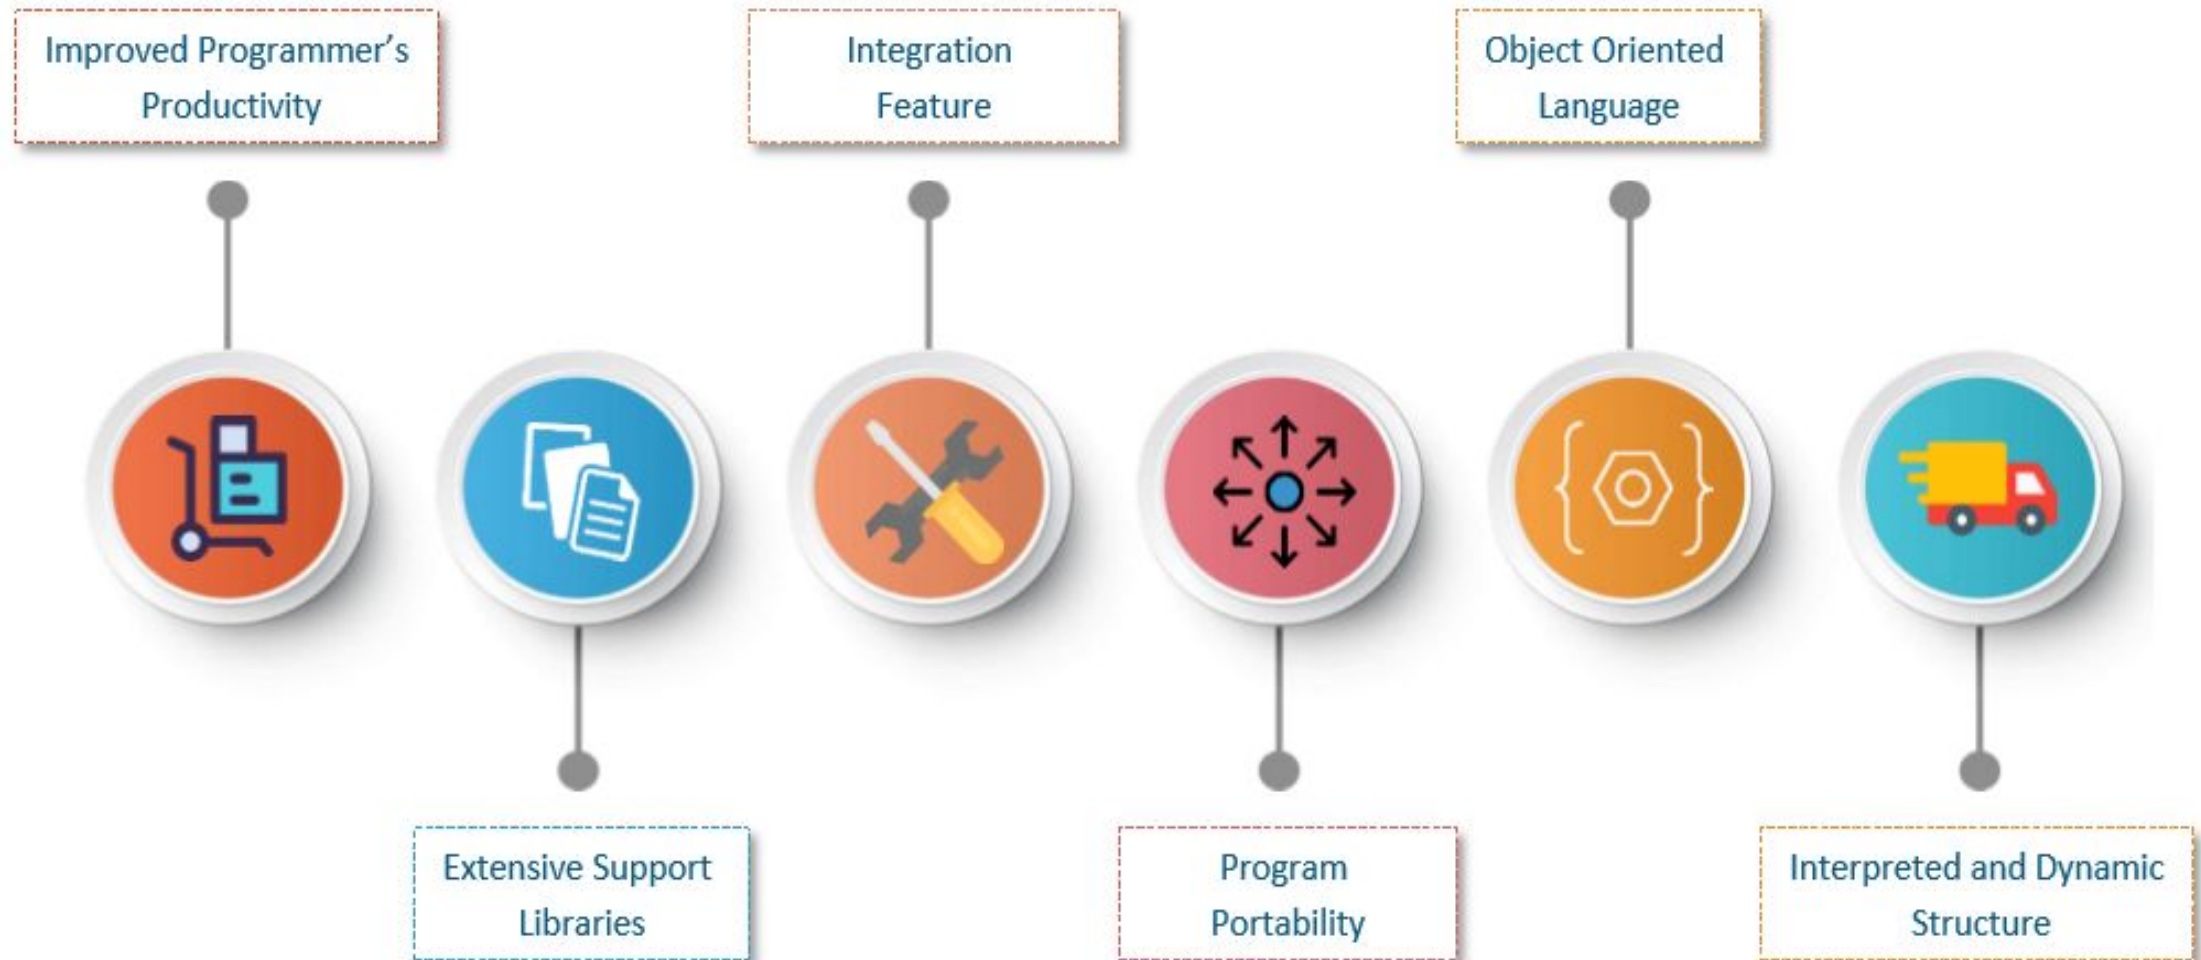 Improved Programmer’s
Productivity
Integration
Feature
Object Oriented
Language
Extensive Support
Libraries
Program
Portability
Interpreted and Dynamic
Structure